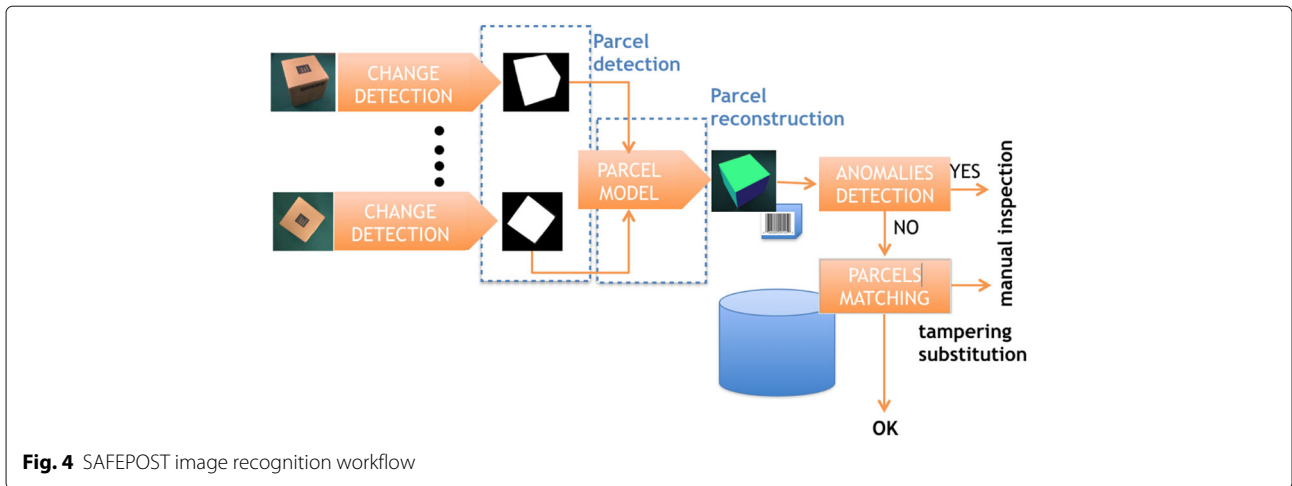 Parcel
detection
CHANGE
DETECTION
Parcel
reconstruction
PARCEL
MODEL
ANOMALIES
DETECTION
YES
NO
CHANGE
DETECTION
PARCELS
MATCHING
manual inspection
tampering
substitution
OK
Fig. 4 SAFEPOST image recognition workflow